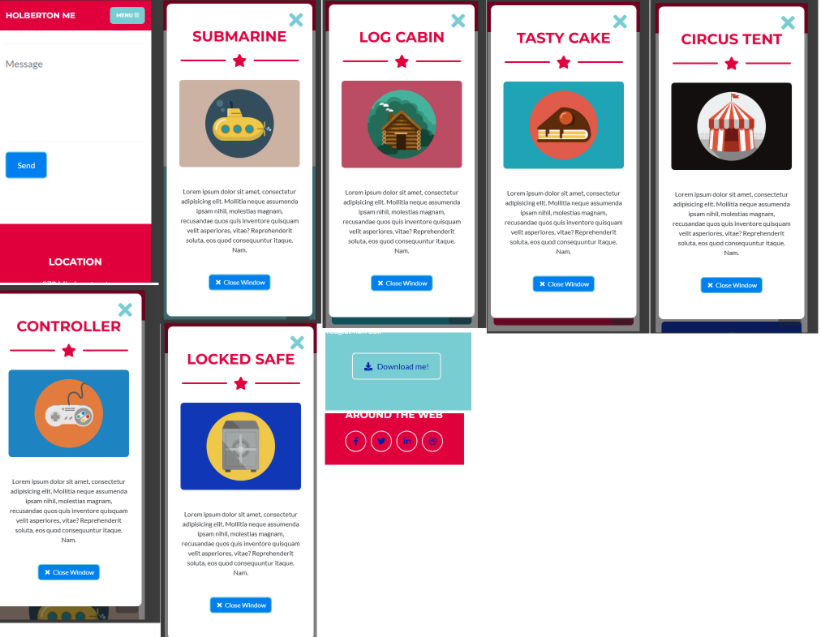 HOLBERTON ME
MENU
Message
Send
LOCATION
SUBMARINE
Lorem ipsum dolor sit amet, consectetur
adipisicing elit. Mollitia neque assumenda
ipsam nihil, molestias magnam,
recusandae quos quis inventore quisquam
velit asperiores, vitae? Reprehenderit
soluta, eos quod consequuntur itaque.
Nam.
Close Window
LOG CABIN
Lorem ipsum dolor sit amet, consectetur
adipisicing elit. Mollitia neque assumenda
ipsam nihil, molestias magnam,
recusandae quos quis inventore quisquam
velit asperiores, vitae? Reprehenderit
soluta, eos quod consequuntur itaque.
Nam.
Close Window
TASTY CAKE
Lorem ipsum dolor sit amet, consectetur
adipisicing elit. Mollitia neque assumenda
ipsam nihil, molestias magnam,
recusandae quos quis inventore quisquam
velit asperiores, vitae? Reprehenderit
soluta, eos quod consequuntur itaque.
Nam.
Close Window
CIRCUS TENT
Lorem ipsum dolor sit amet, consectetur
adipisicing elit. Mollitia neque assumenda
ipsam nihil, molestias magnam,
recusandae quos quis inventore quisquam
velit asperiores, vitae? Reprehenderit
soluta, eos quod consequuntur itaque.
Nam.
Close Window
CONTROLLER
Lorem ipsum dolor sit amet, consectetur
adipisicing elit. Mollitia neque assumenda
ipsam nihil, molestias magnam,
recusandae quos quis inventore quisquam
velit asperiores, vitae? Reprehenderit
soluta, eos quod consequuntur itaque.
Nam.
Close Window
LOCKED SAFE
Lorem ipsum dolor sit amet, consectetur
adipisicing elit. Mollitia neque assumenda
ipsam nihil, molestias magnam,
recusandae quos quis inventore quisquam
velit asperiores, vitae? Reprehenderit
soluta, eos quod consequuntur itaque.
Nam.
Close Window
Download me!
AROUND THE WEB